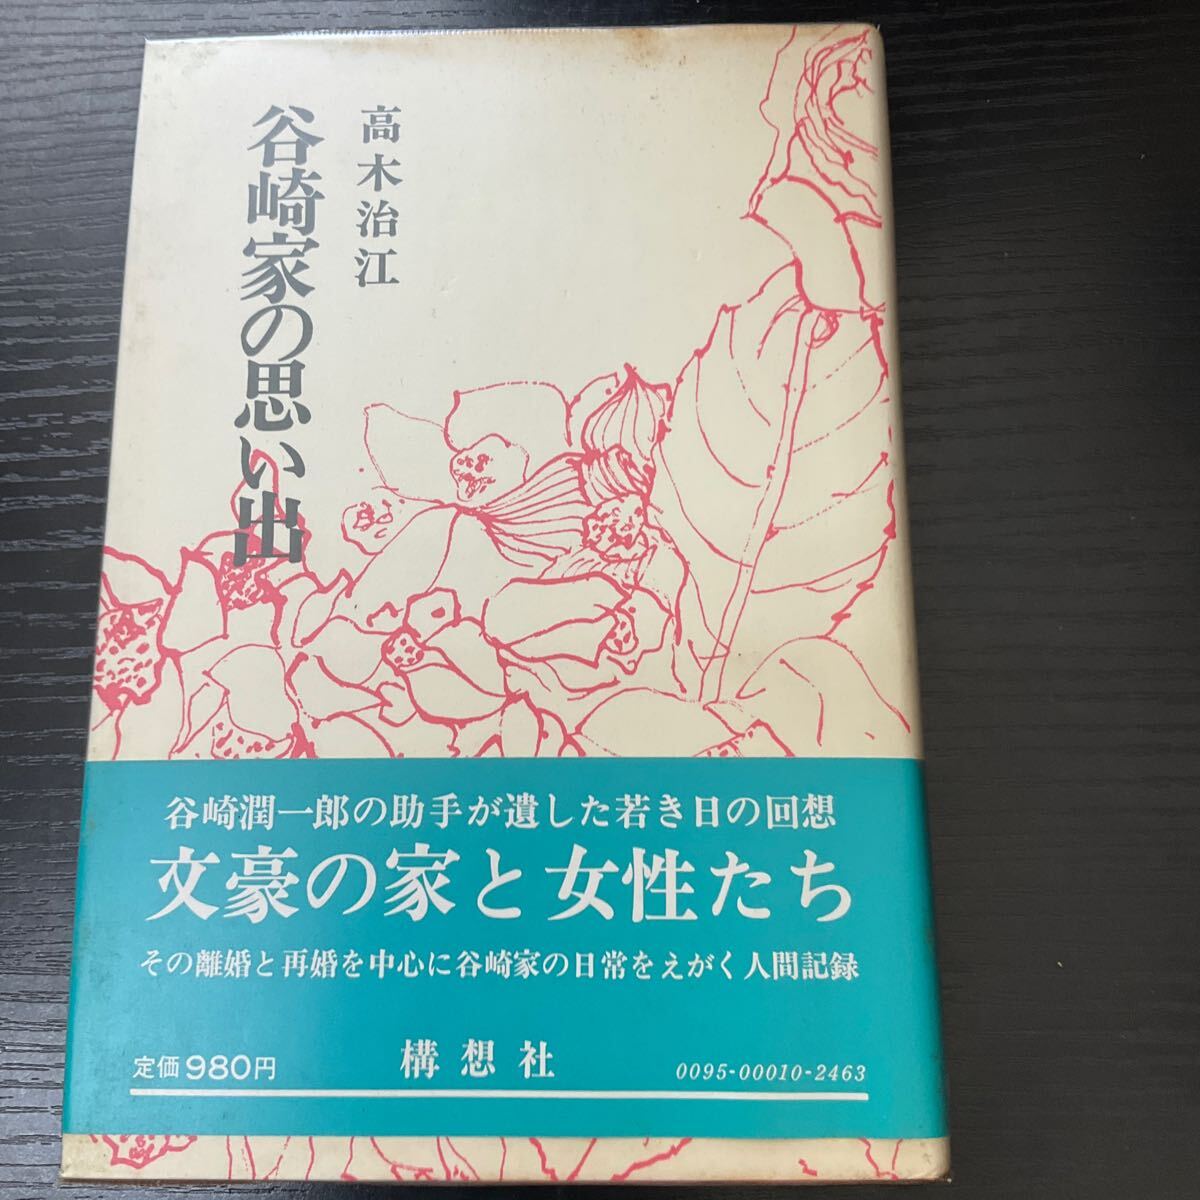 高木治江
谷崎家の思い出
谷崎潤一郎の助手が遺した若き日の回想
文豪の家と女性たち
その離婚と再婚を中心に谷崎家の日常をえがく人間記録
定価980円
構想社
0095-00010-2463